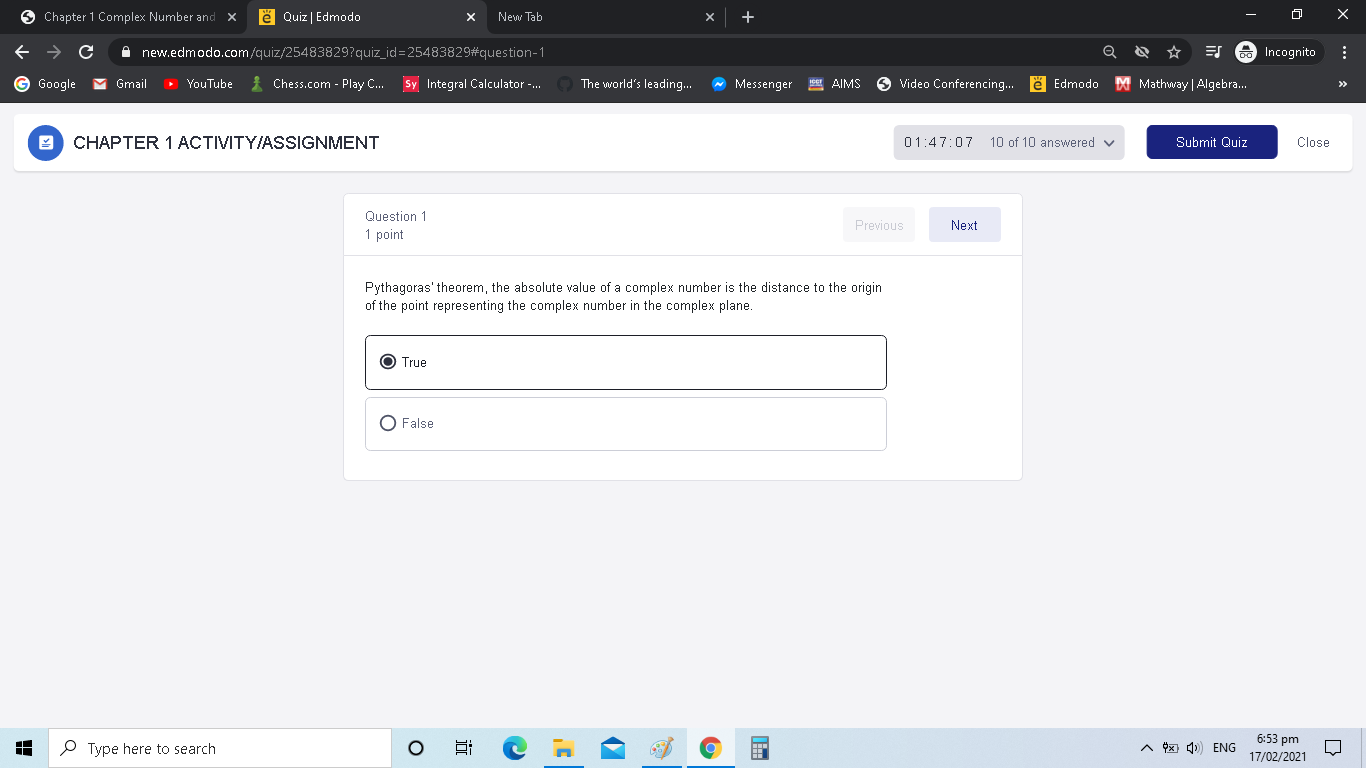 Chapter 1 Complex Number and
Quiz | Edmodo
New Tab
new.edmodo.com/quiz/25483829?quiz_id=25483829#question-1
Incognito
Google
Gmail
YouTube
Chess.com - Play C...
Sy
Integral Calculator -...
The world's leading...
Messenger
AIMS
Video Conferencing...
Edmodo
Mathway | Algebra...
CHAPTER 1 ACTIVITY/ASSIGNMENT
01:47:07 10 of 10 answered
Submit Quiz
Close
Question 1
1 point
Previous
Next
Pythagoras' theorem, the absolute value of a complex number is the distance to the origin
of the point representing the complex number in the complex plane.
True
False
Type here to search
ENG
6:53 pm
17/02/2021